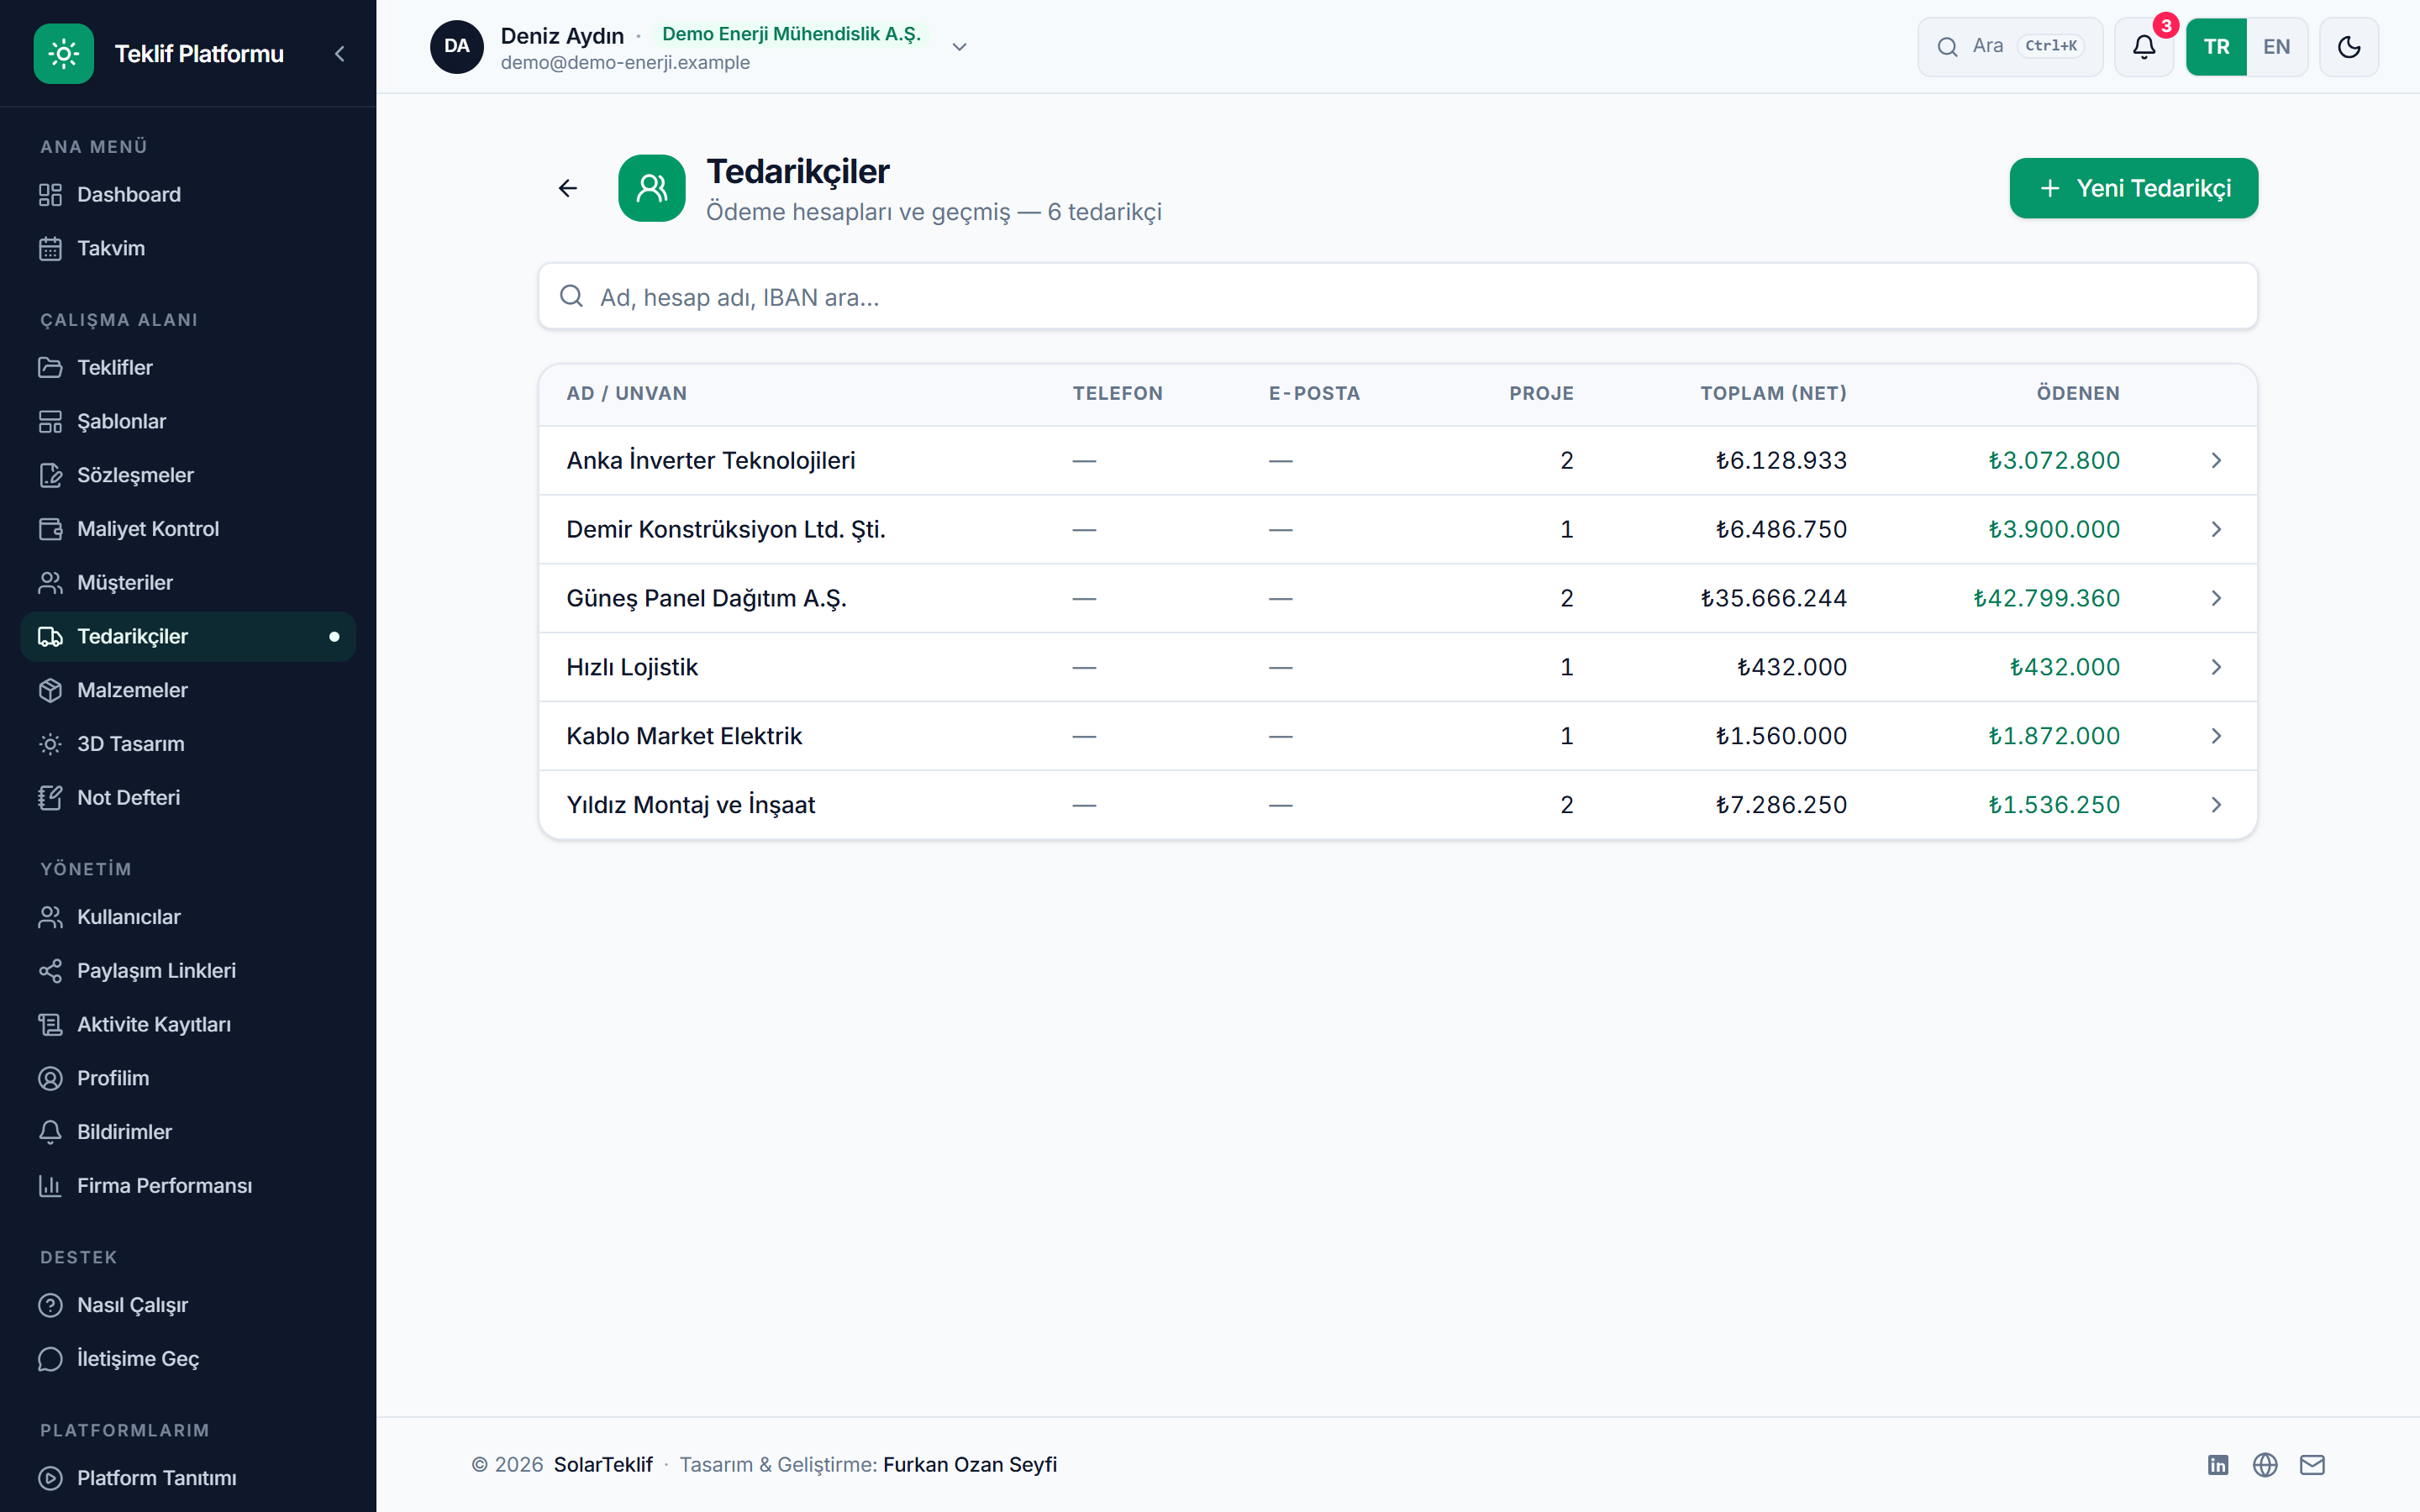 Teklif Platformu
ANA MENÜ
Dashboard
Takvim
ÇALIŞMA ALANI
Teklifler
Şablonlar
Sözleşmeler
Maliyet Kontrol
Müşteriler
Tedarikçiler
Malzemeler
3D Tasarım
Not Defteri
YÖNETİM
Kullanıcılar
Paylaşım Linkleri
Aktivite Kayıtları
Profilim
Bildirimler
Firma Performansı
DESTEK
Nasıl Çalışır
İletişime Geç
PLATFORMLARIM
Platform Tanıtımı
DA Deniz Aydın · Demo Enerji Mühendislik A.Ş.
demo@demo-enerji.example
Ara Ctrl+K 3 TR EN
Tedarikçiler
Ödeme hesapları ve geçmiş — 6 tedarikçi
+ Yeni Tedarikçi
Ad, hesap adı, IBAN ara...
AD / UNVAN TELEFON E-POSTA PROJE TOPLAM (NET) ÖDENEN
Anka İnverter Teknolojileri — — 2 ₺6.128.933 ₺3.072.800
Demir Konstrüksiyon Ltd. Şti. — — 1 ₺6.486.750 ₺3.900.000
Güneş Panel Dağıtım A.Ş. — — 2 ₺35.666.244 ₺42.799.360
Hızlı Lojistik — — 1 ₺432.000 ₺432.000
Kablo Market Elektrik — — 1 ₺1.560.000 ₺1.872.000
Yıldız Montaj ve İnşaat — — 2 ₺7.286.250 ₺1.536.250
© 2026 SolarTeklif · Tasarım & Geliştirme: Furkan Ozan Seyfi